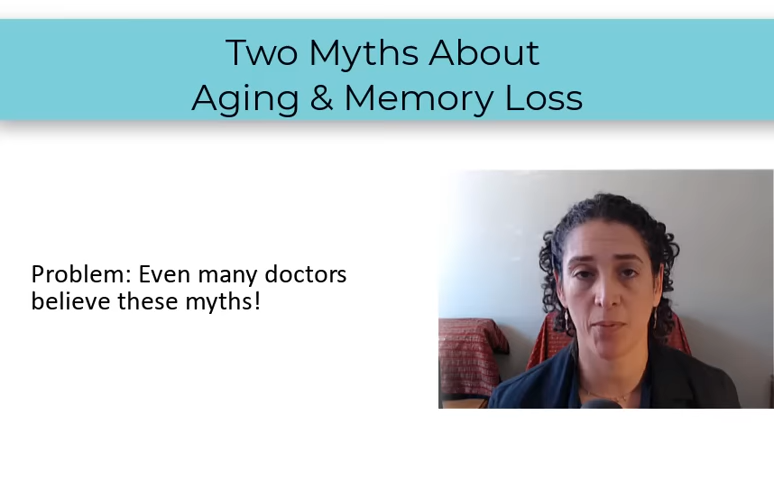 Two Myths About
Aging & Memory Loss
Problem: Even many doctors
believe these myths!